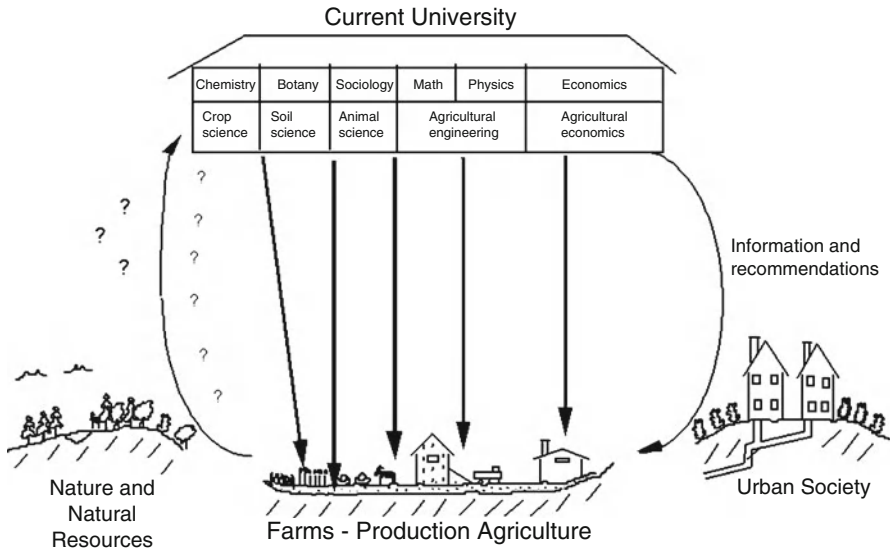 Current University
Chemistry Botany Sociology Math Physics Economics
Crop science
Soil science
Animal science
Agricultural engineering
Agricultural economics
?
?
?
?
?
?
?
?
?
Information and
recommendations
Nature and
Natural
Resources
Farms - Production Agriculture
Urban Society